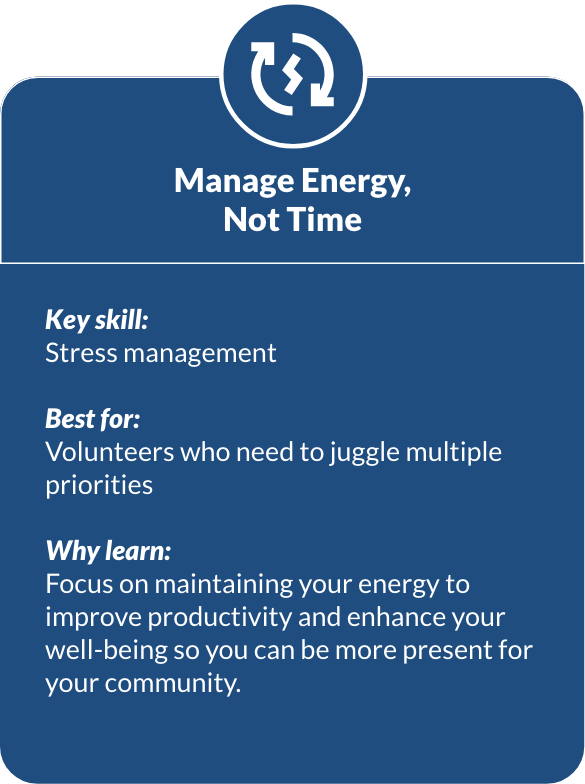 Manage Energy,
Not Time
Key skill:
Stress management
Best for:
Volunteers who need to juggle multiple
priorities
Why learn:
Focus on maintaining your energy to
improve productivity and enhance your
well-being so you can be more present for
your community.